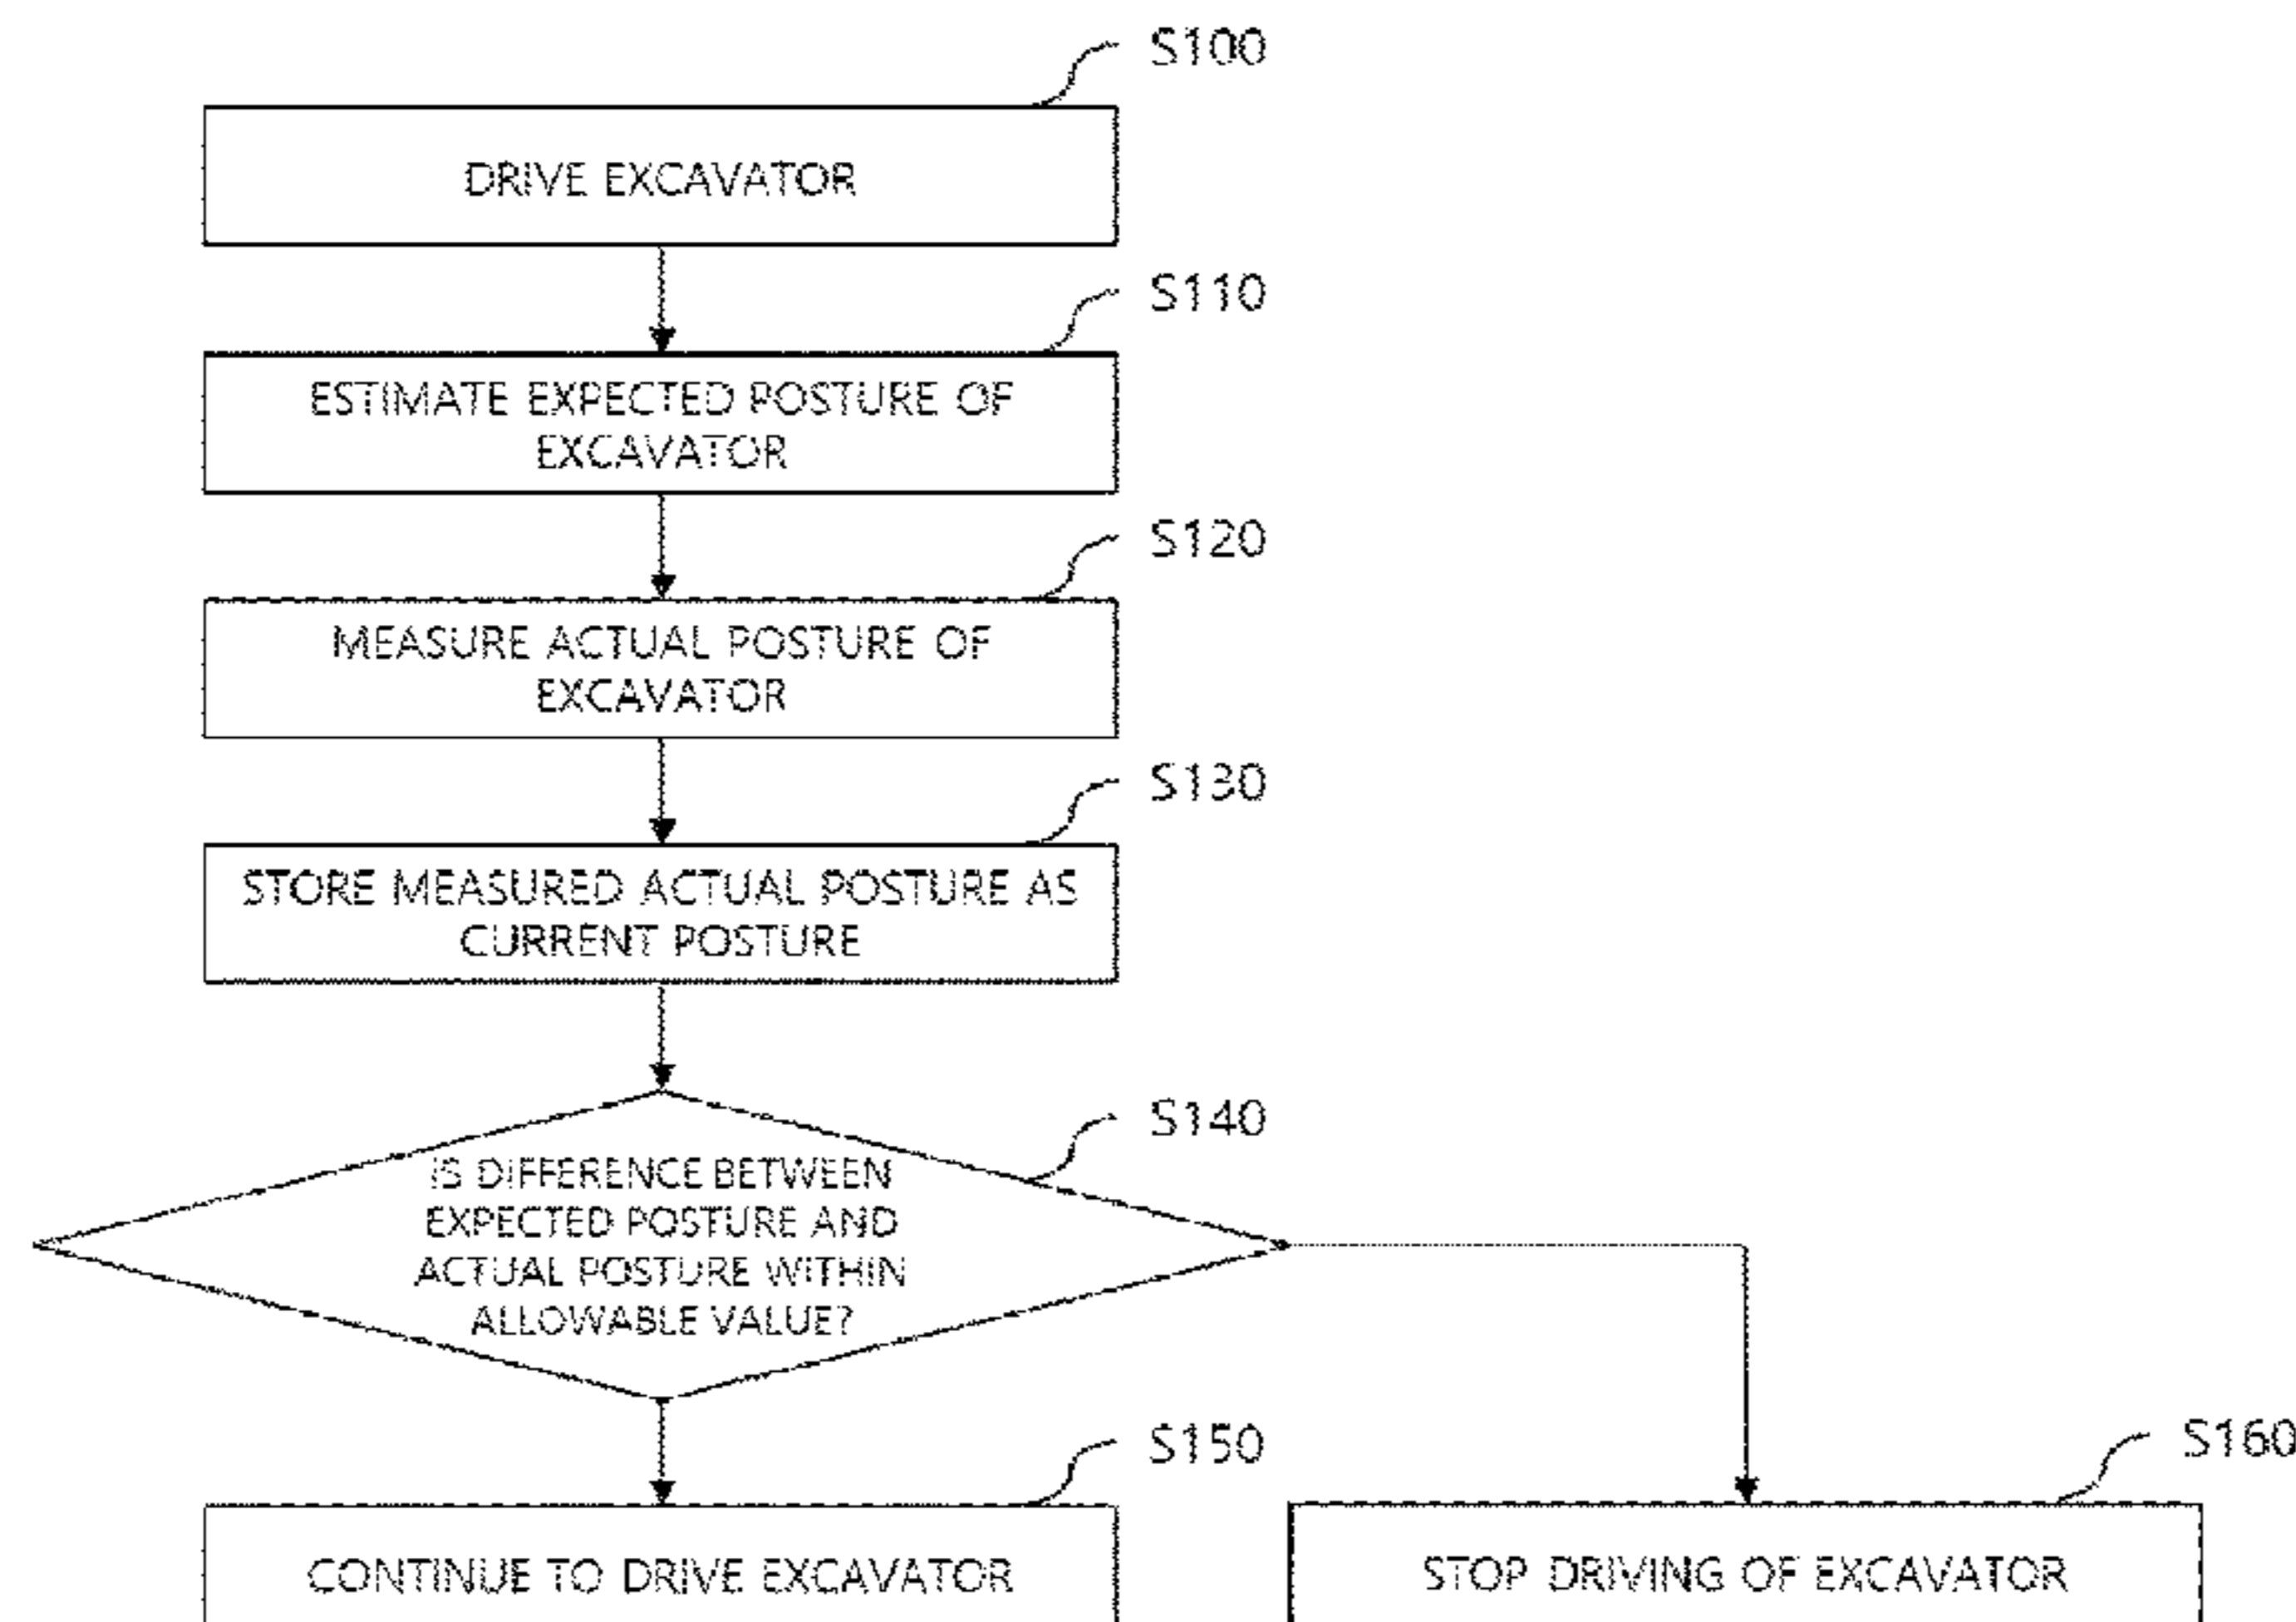 S100
DRIVE EXCAVATOR
S110
ESTIMATE EXPECTED POSTURE OF
EXCAVATOR
S120
MEASURE ACTUAL POSTURE OF
EXCAVATOR
S130
STORE MEASURED ACTUAL POSTURE AS
CURRENT POSTURE
S140
IS DIFFERENCE BETWEEN
EXPECTED POSTURE AND
ACTUAL POSTURE WITHIN
ALLOWABLE VALUE?
S150
CONTINUE TO DRIVE EXCAVATOR
S160
STOP DRIVING OF EXCAVATOR